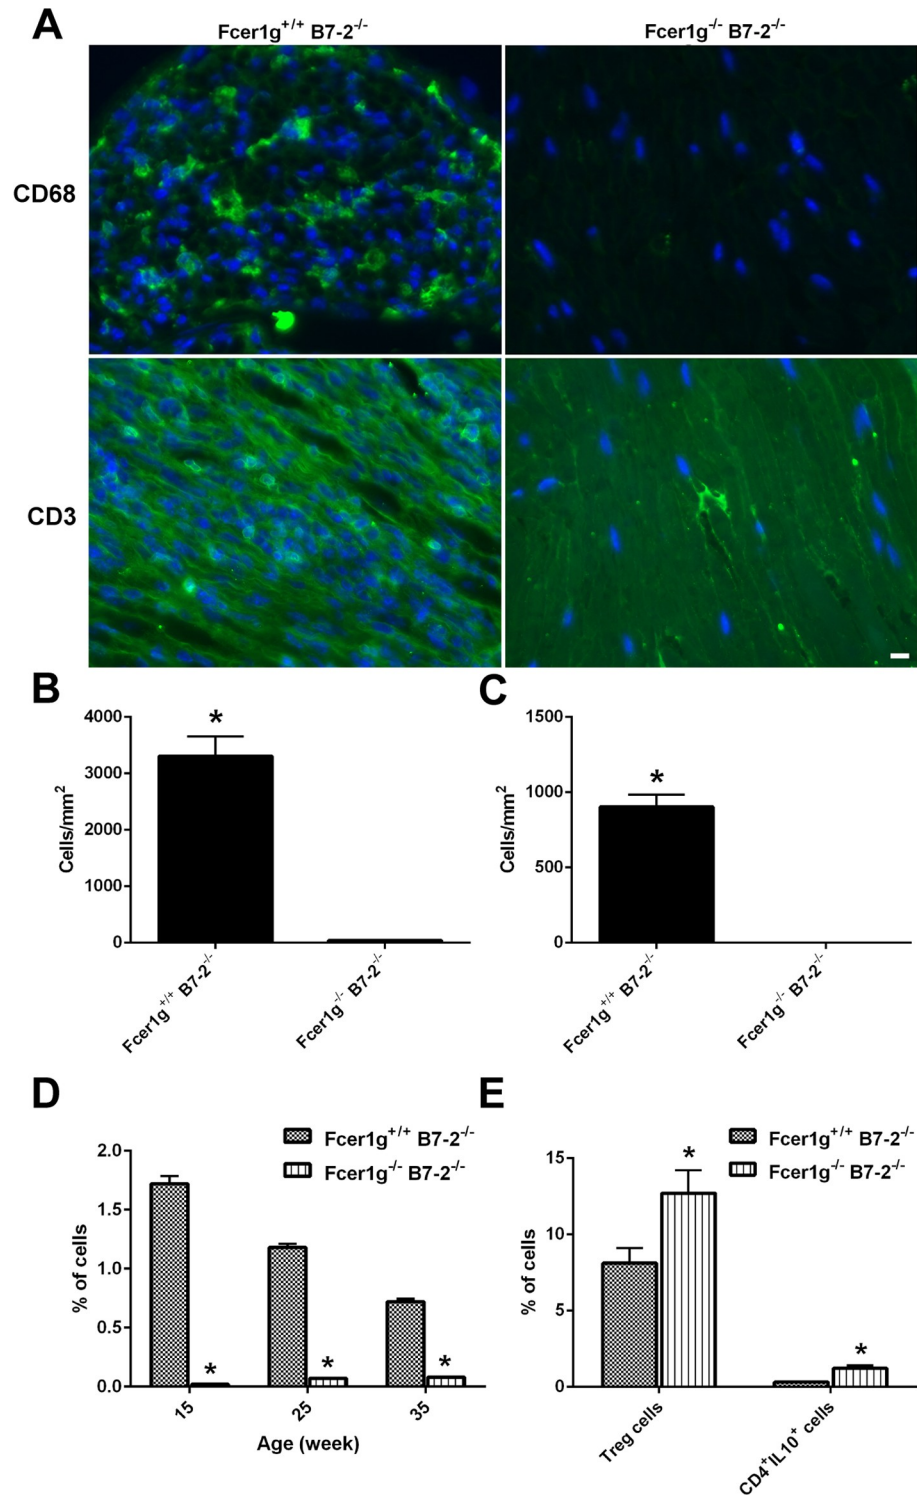 A
Fcer1g+/+ B7-2-/-
Fcer1g-/- B7-2-/-
CD68
CD3
B
4000
3000
2000
1000
0
Cells/mm2
*
Fcer1g+/+ B7-2-/-
Fcer1g-/- B7-2-/-
C
1500
1000
500
0
Cells/mm2
*
Fcer1g+/+ B7-2-/-
Fcer1g-/- B7-2-/-
D
Fcer1g+/+ B7-2-/-
Fcer1g-/- B7-2-/-
2.0
1.5
1.0
0.5
0.0
% of cells
*
*
*
15
25
35
Age (week)
E
Fcer1g+/+ B7-2-/-
Fcer1g-/- B7-2-/-
15
10
5
0
% of cells
*
*
Treg cells
CD4+IL10+ cells